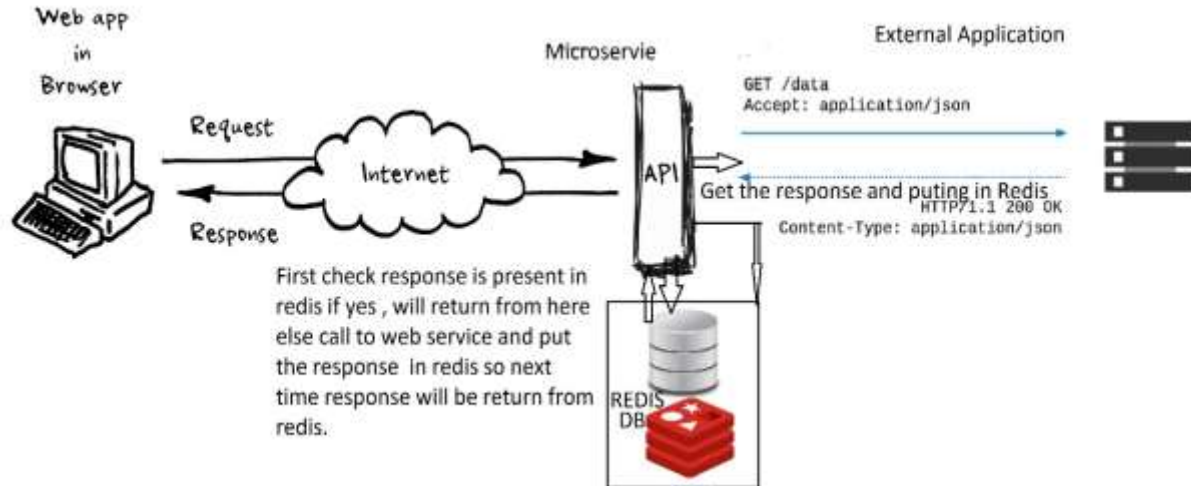 Web app
in
Browser
Microservie
External Application
GET /data
Accept: application/json
Request
Internet
API
Response
Get the response and puting in Redis
HTTP/1.1 200 OK
Content-Type: application/json
First check response is present in
redis if yes , will return from here
else call to web service and put
the response in redis so next
time response will be return from
redis.
REDIS
DB